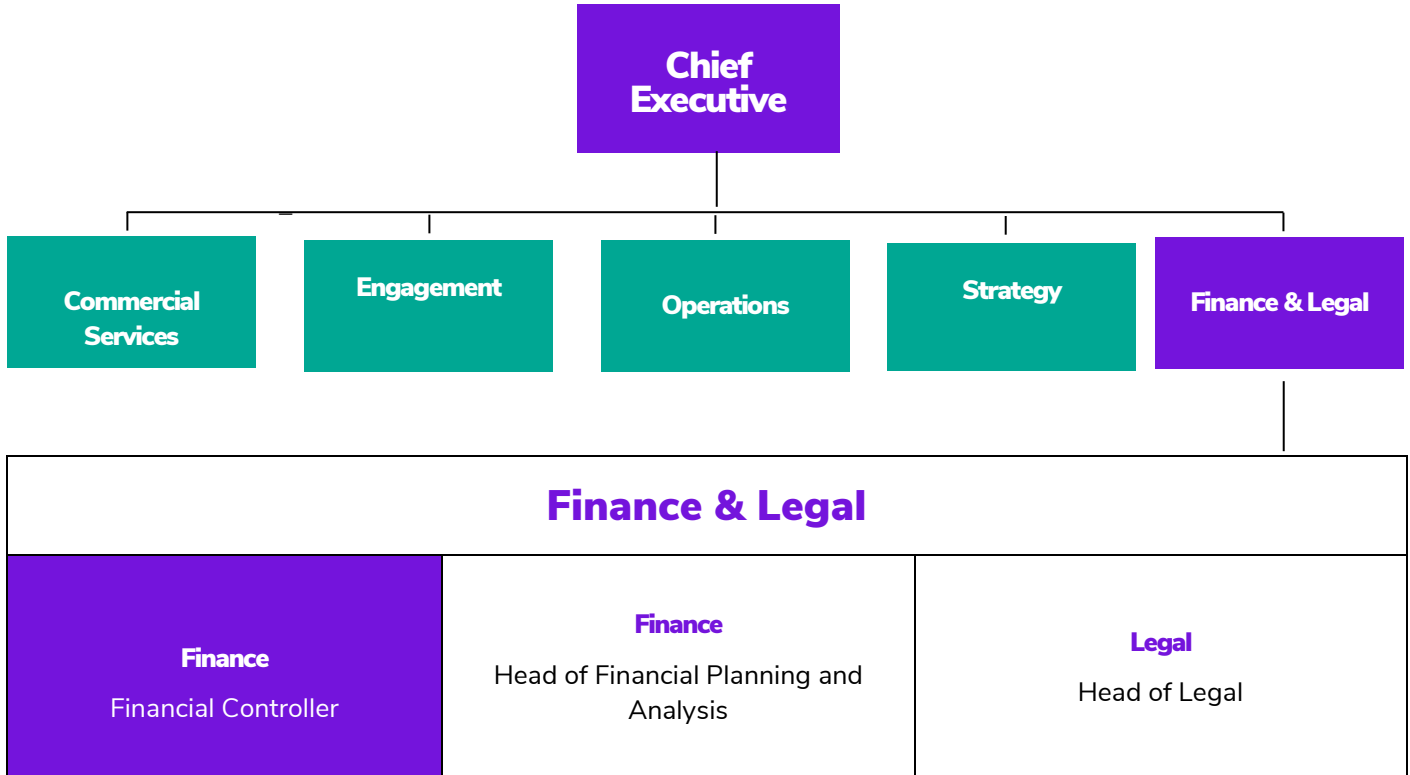 Chief
Executive
Commercial
Services
Engagement
Operations
Strategy
Finance & Legal
Finance & Legal
Finance
Financial Controller
Finance
Head of Financial Planning and
Analysis
Legal
Head of Legal